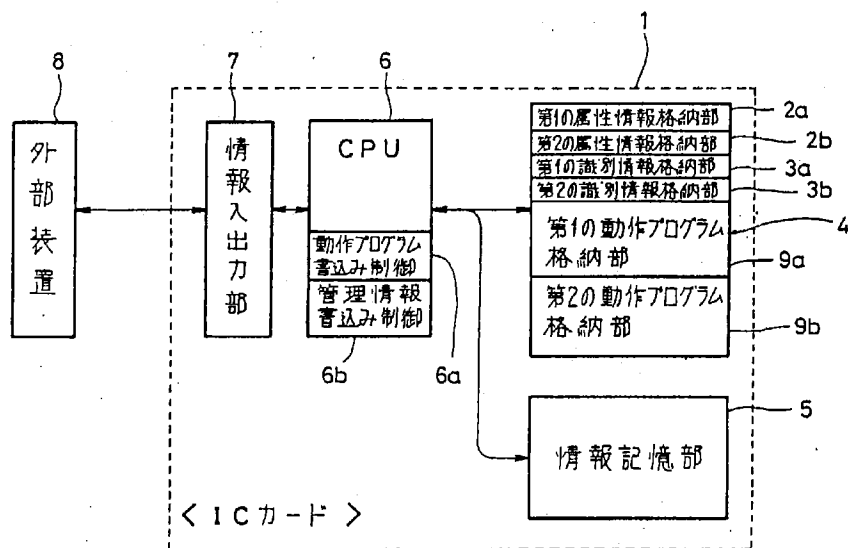 1
8
7
6
外部装置
情報入出力部
CPU
動作プログラム
書込み制御
管理情報
書込み制御
6b
6a
第1の属性情報格納部
2a
第2の属性情報格納部
2b
第1の識別情報格納部
3a
第2の識別情報格納部
3b
第1の動作プログラム
格納部
4
9a
第2の動作プログラム
格納部
9b
情報記憶部
5
<ICカード>